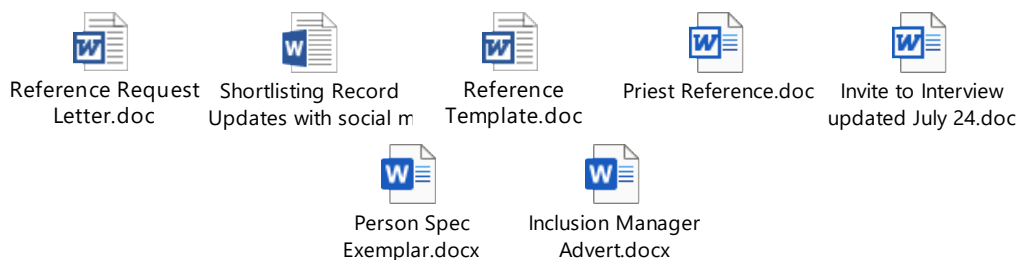 Reference Request
Letter.doc
Shortlisting Record
Updates with social m
Reference
Template.doc
Priest Reference.doc
Invite to Interview
updated July 24.doc
Person Spec
Exemplar.docx
Inclusion Manager
Advert.docx